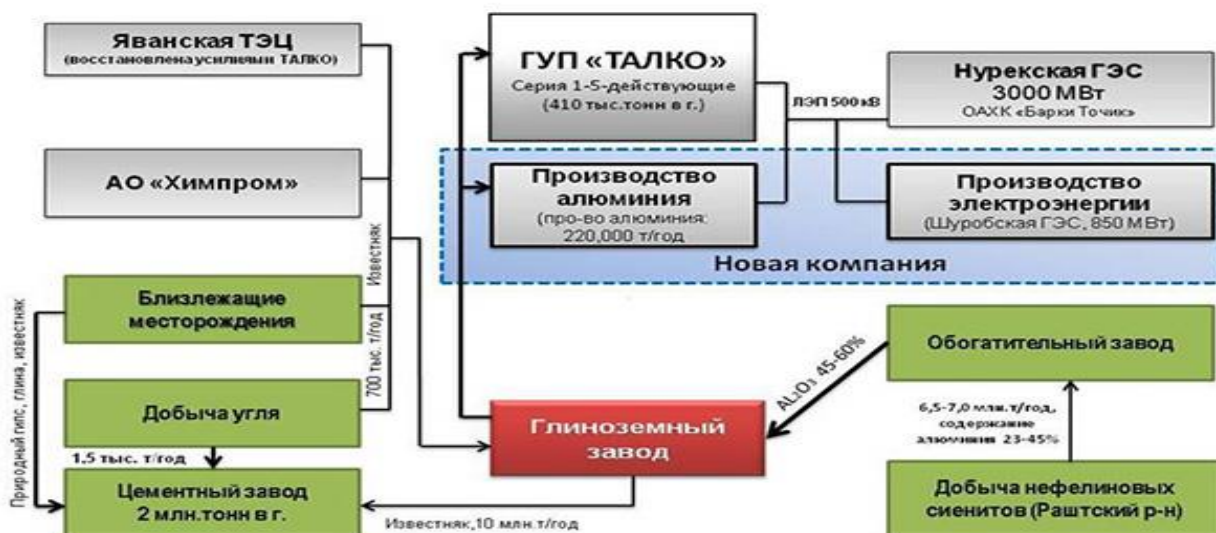 Яванская ТЭЦ
(восстановлена усилиями ТАЛКО)
АО «Химпром»
Близлежащие
месторождения
Добыча угля
1,5 тыс. т/год
Цементный завод
2 млн.тонн в г.
Природный гипс, глина, известняк
Известняк
700 тыс. т/год
ГУП «ТАЛКО»
Серия 1-5-действующие
(410 тыс.тонн в г.)
ЛЭП 500 кВ
Нурекская ГЭС
3000 МВт
ОАХК «Барки Точик»
Производство
алюминия
(про-во алюминия:
220,000 т/год
Производство
электроэнергии
(Шуробская ГЭС, 850 МВт)
Новая компания
Обогатительный завод
AL₂O₃ 45-60%
6,5-7,0 млн.т/год,
содержание
алюминия 23-45%
Глиноземный
завод
Добыча нефелиновых
сиенитов (Раштский р-н)
Известняк,10 млн.т/год